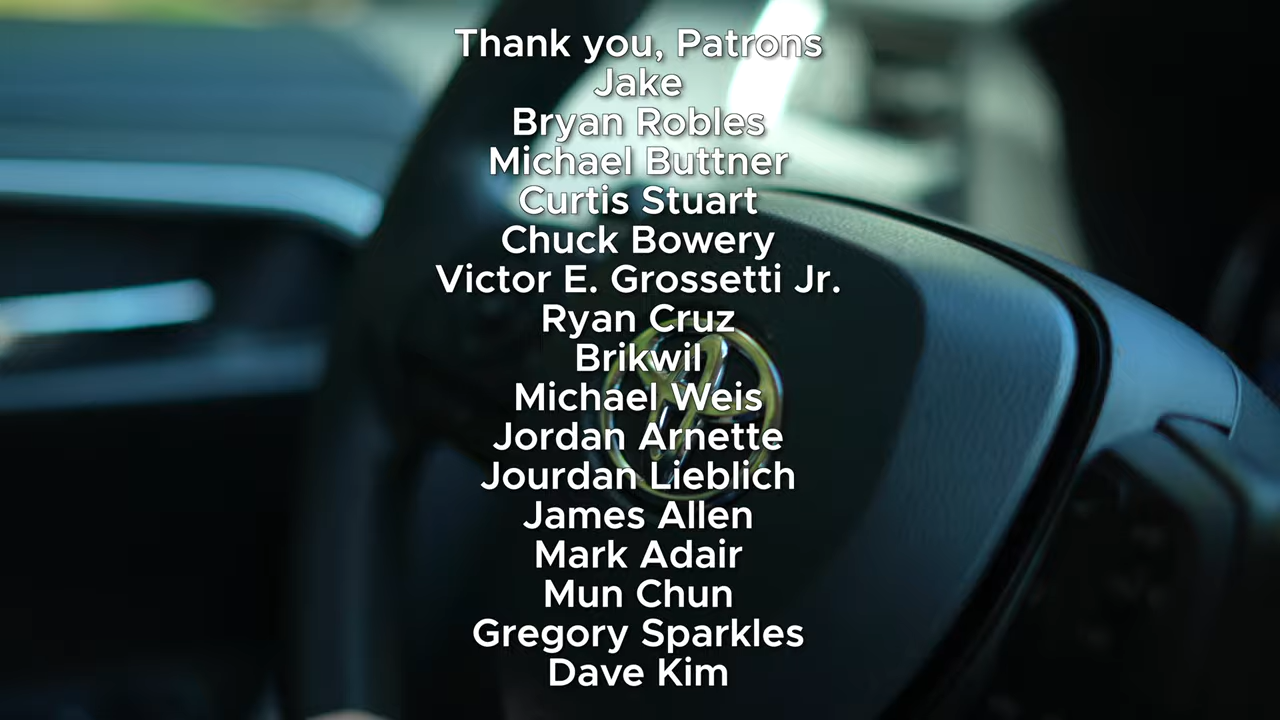 Thank you, Patrons
Jake
Bryan Robles
Michael Buttner
Curtis Stuart
Chuck Bowery
Victor E. Grossetti Jr.
Ryan Cruz
Brikwil
Michael Weis
Jordan Arnette
Jourdan Lieblich
James Allen
Mark Adair
Mun Chun
Gregory Sparkles
Dave Kim